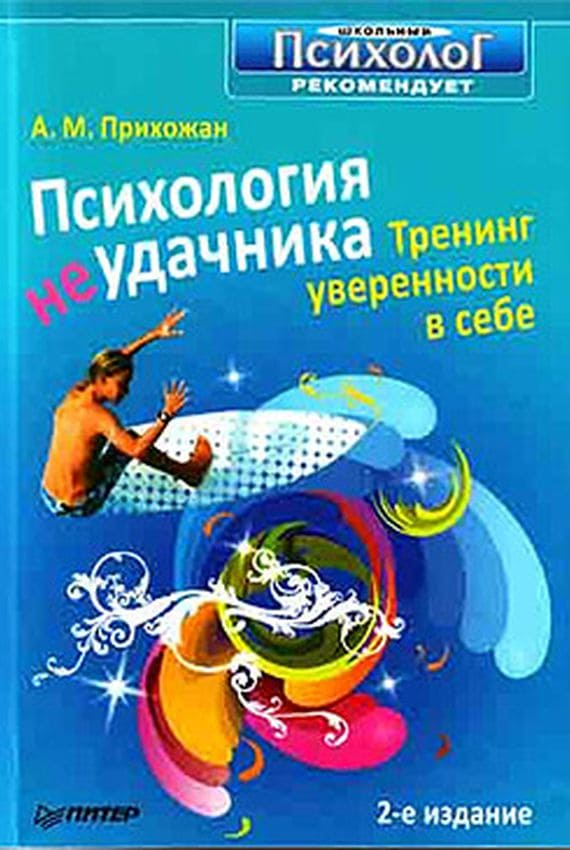 ШКОЛЬНЫЙ
ПСИХОЛОГ
РЕКОМЕНДУЕТ
А. М. Прихожан
Психология
неудачника
Тренинг
уверенности
в себе
ПИТЕР
2-е издание